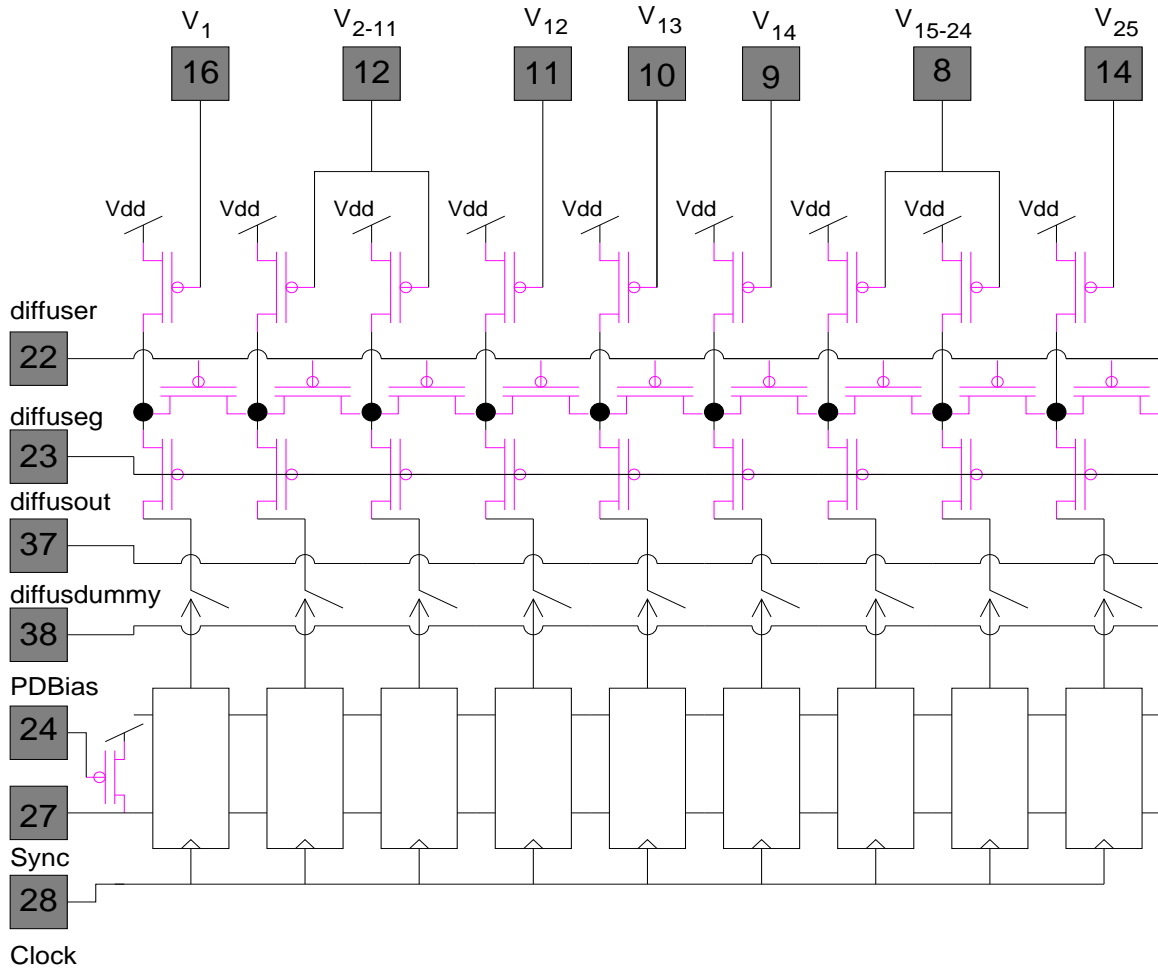 V1 V2-11 V12 V13 V14 V15-24 V25
16 12 11 10 9 8 14
Vdd Vdd Vdd Vdd Vdd Vdd Vdd Vdd Vdd
diffuser
22
diffuseg
23
diffusout
37
diffusdummy
38
PDBias
24
27
Sync
28
Clock